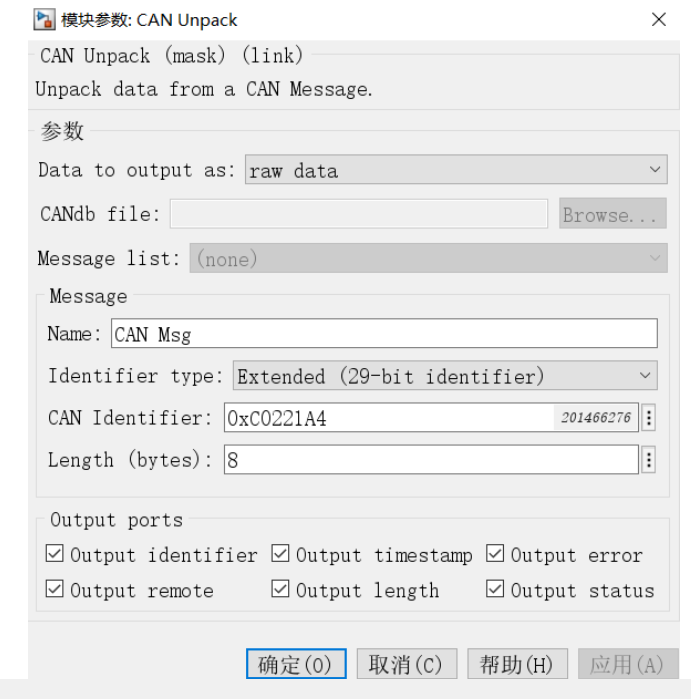 模块参数: CAN Unpack
CAN Unpack (mask) (link)
Unpack data from a CAN Message.
参数
Data to output as: raw data
CANdb file: Browse...
Message list: (none)
Message
Name: CAN Msg
Identifier type: Extended (29-bit identifier)
CAN Identifier: 0xC0221A4 201466276
Length (bytes): 8
Output ports
Output identifier Output timestamp Output error
Output remote Output length Output status
确定(O) 取消(C) 帮助(H) 应用(A)